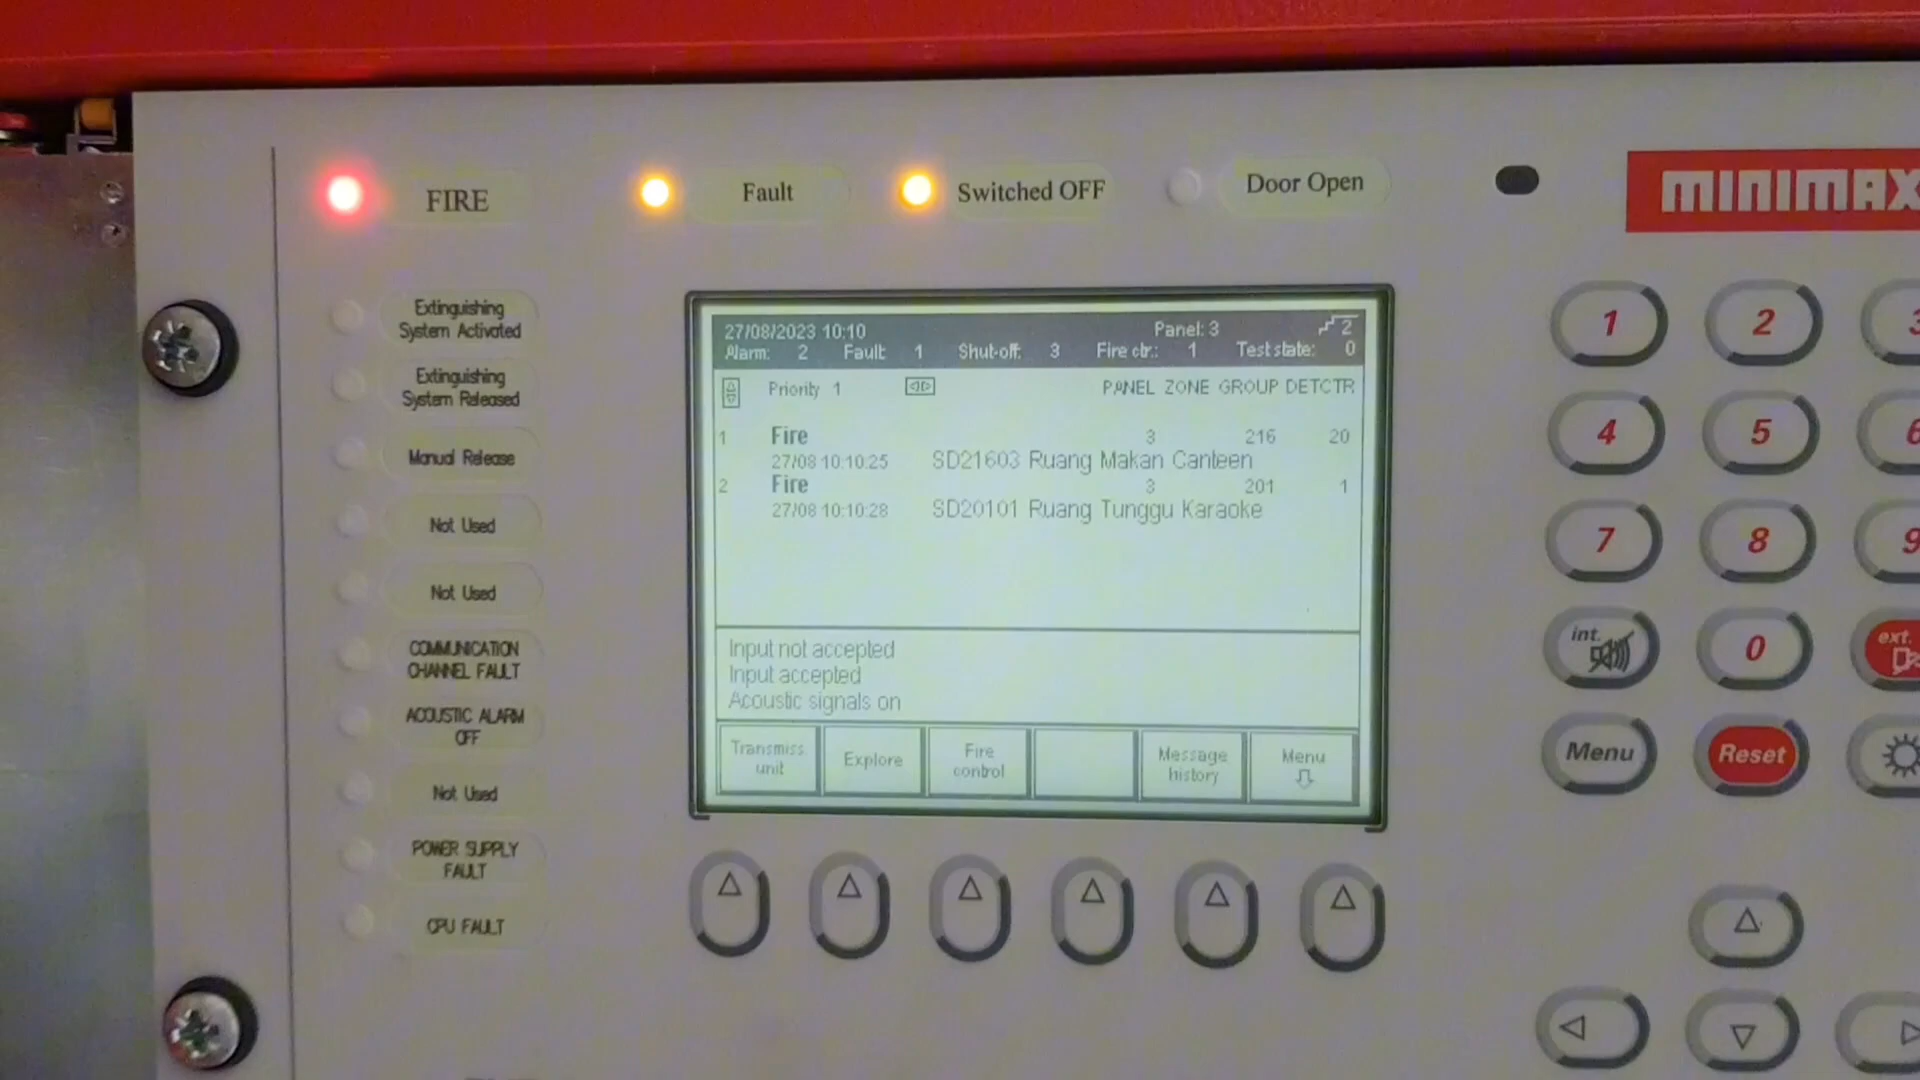 FIRE
Fault
Switched OFF
Door Open
MINIMAX
Extinguishing
System Activated
Extinguishing
System Released
Manual Release
Not Used
Not Used
COMMUNICATION
CHANNEL FAULT
ACOUSTIC ALARM
OFF
Not Used
POWER SUPPLY
FAULT
CPU FAULT
27/08/2023 10:10 Panel: 3 2
Alarm: 2 Fault: 1 Shut-off: 3 Fire ctr.: 1 Test state: 0
Priority 1 PANEL ZONE GROUP DETCTR
1 Fire 3 216 20
27/08 10:10:25 SD21603 Ruang Makan Canteen
2 Fire 3 201 1
27/08 10:10:28 SD20101 Ruang Tunggu Karaoke
Input not accepted
Input accepted
Acoustic signals on
Transmiss
unit
Explore
Fire
control
Message
history
Menu
1 2 3
4 5 6
7 8 9
int. 0 ext.
Menu Reset